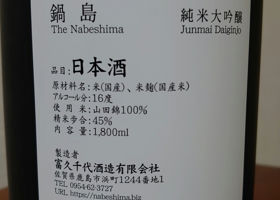 鍋島
The Nabeshima
純米大吟醸
Junmai Daiginjo
品目:日本酒
原材料名:米(国産)、米麹(国産米)
アルコール分:16度
使用米:山田錦100%
精米歩合:45%
内容量:1,800ml
製造者
富久千代酒造有限会社
佐賀県鹿島市浜町1244番地1
TEL 0954-62-3727
URL https://nabeshima.biz